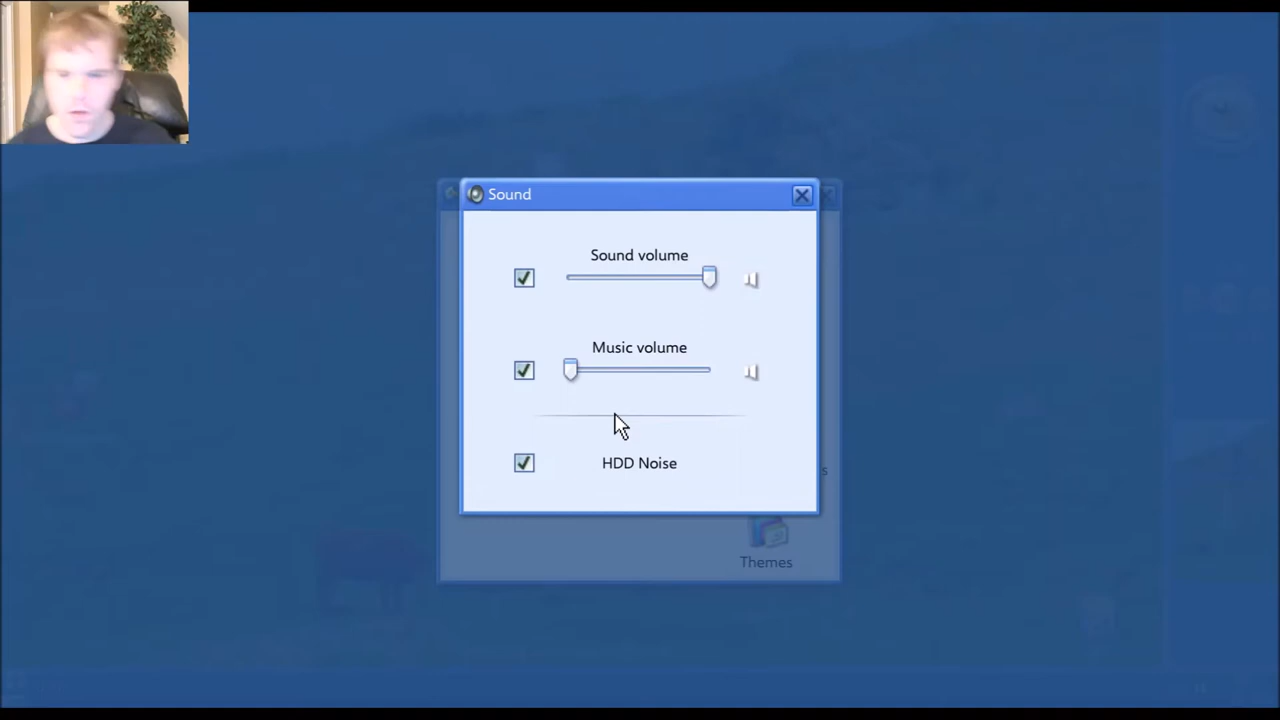 Sound
Sound volume
Music volume
HDD Noise
Themes